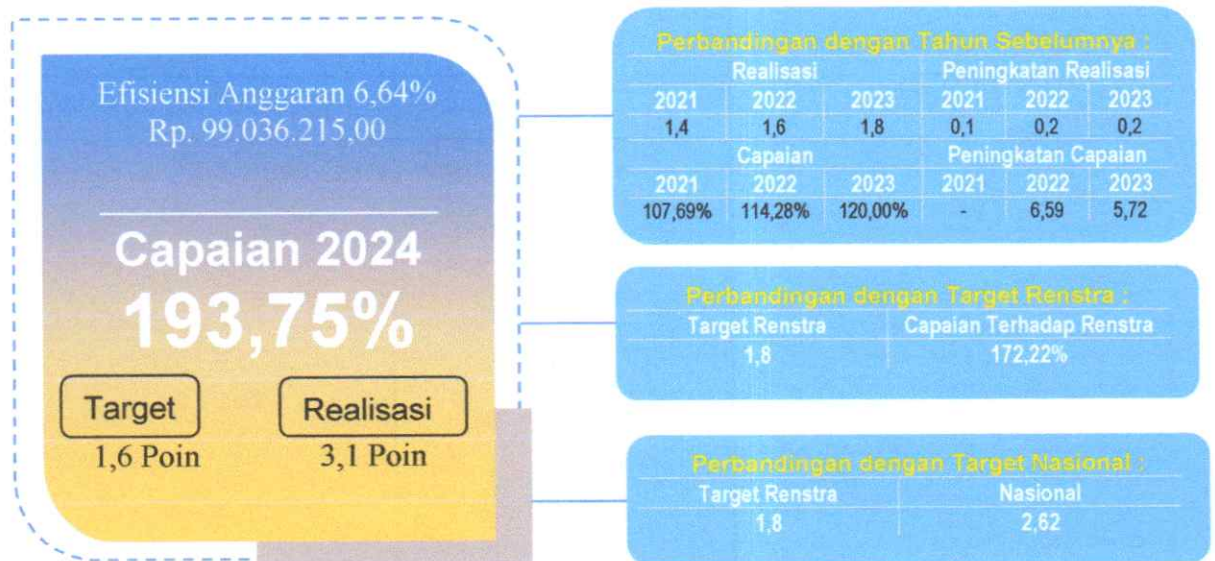 Efisiensi Anggaran 6,64%
Rp. 99.036.215,00
Capaian 2024
193,75%
Target Realisasi
1,6 Poin 3,1 Poin
Perbandingan dengan Tahun Sebelumnya :
Realisasi Peningkatan Realisasi
2021 2022 2023 2021 2022 2023
1,4 1,6 1,8 0,1 0,2 0,2
Capaian Peningkatan Capaian
2021 2022 2023 2021 2022 2023
107,69% 114,28% 120,00% - 6,59 5,72
Perbandingan dengan Target Renstra :
Target Renstra Capaian Terhadap Renstra
1,8 172,22%
Perbandingan dengan Target Nasional :
Target Renstra Nasional
1,8 2,62